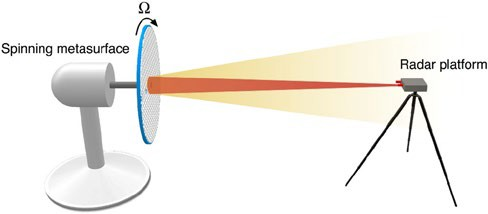 Ω
Spinning metasurface
Radar platform